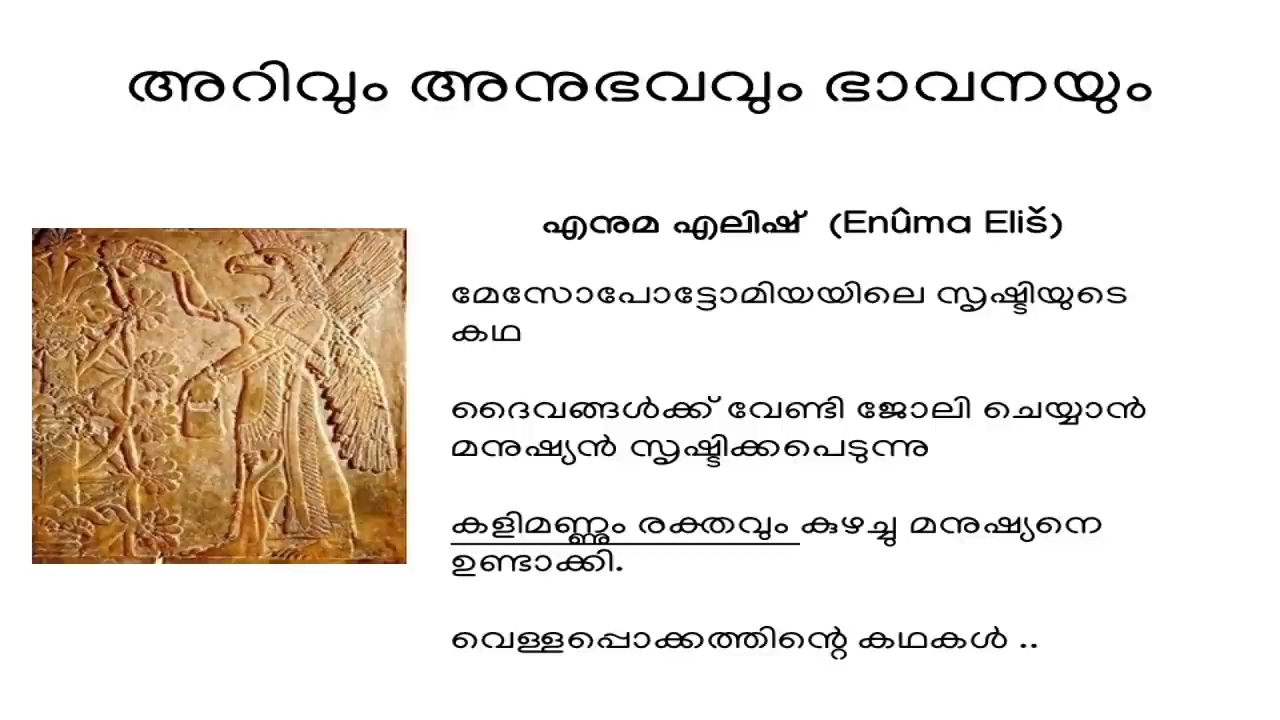 അറിവും അനുഭവവും ഭാവനയും
എനുമ എലിഷ് (Enûma Eliš)
മേസോപോട്ടോമിയയിലെ സൃഷ്ടിയുടെ
കഥ
ദൈവങ്ങൾക്ക് വേണ്ടി ജോലി ചെയ്യാൻ
മനുഷ്യൻ സൃഷ്ടിക്കപെടുന്നു
കളിമണ്ണും രക്തവും കുഴച്ചു മനുഷ്യനെ
ഉണ്ടാക്കി.
വെള്ളപ്പൊക്കത്തിന്റെ കഥകൾ ..